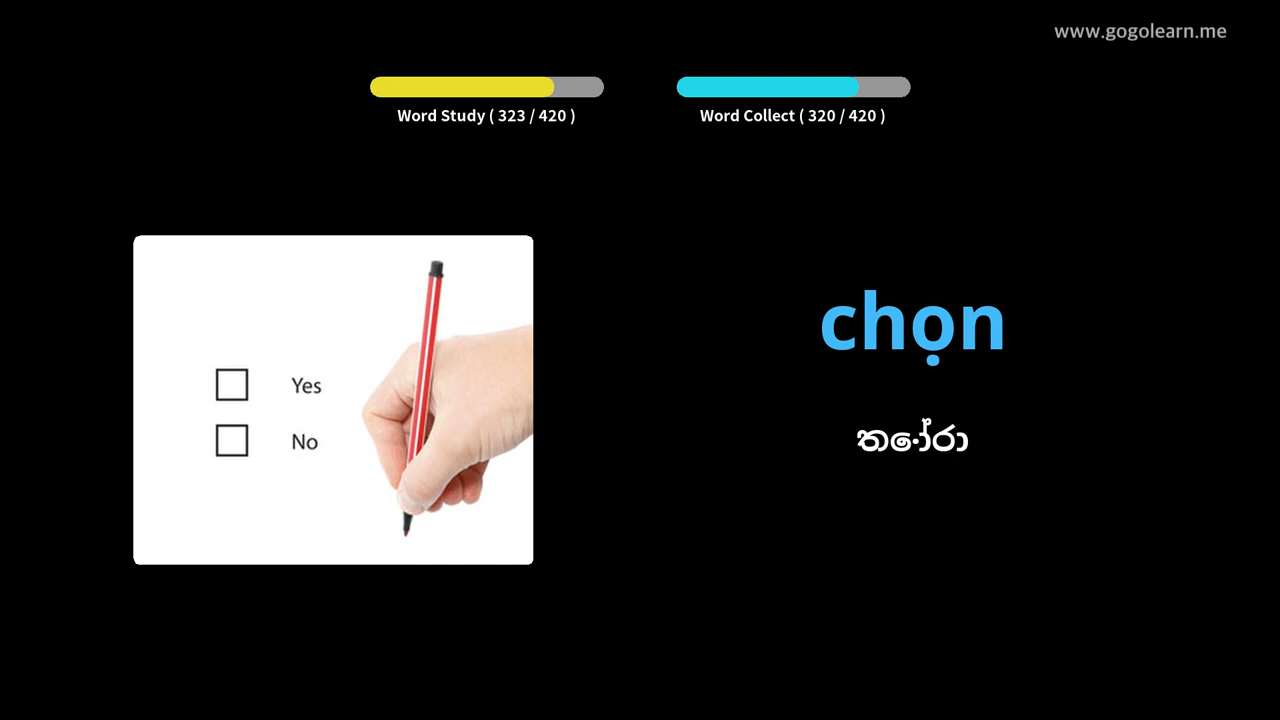 www.gogolearn.me
Word Study ( 323 / 420 )
Word Collect ( 320 / 420 )
Yes
No
chọn
තෝරා